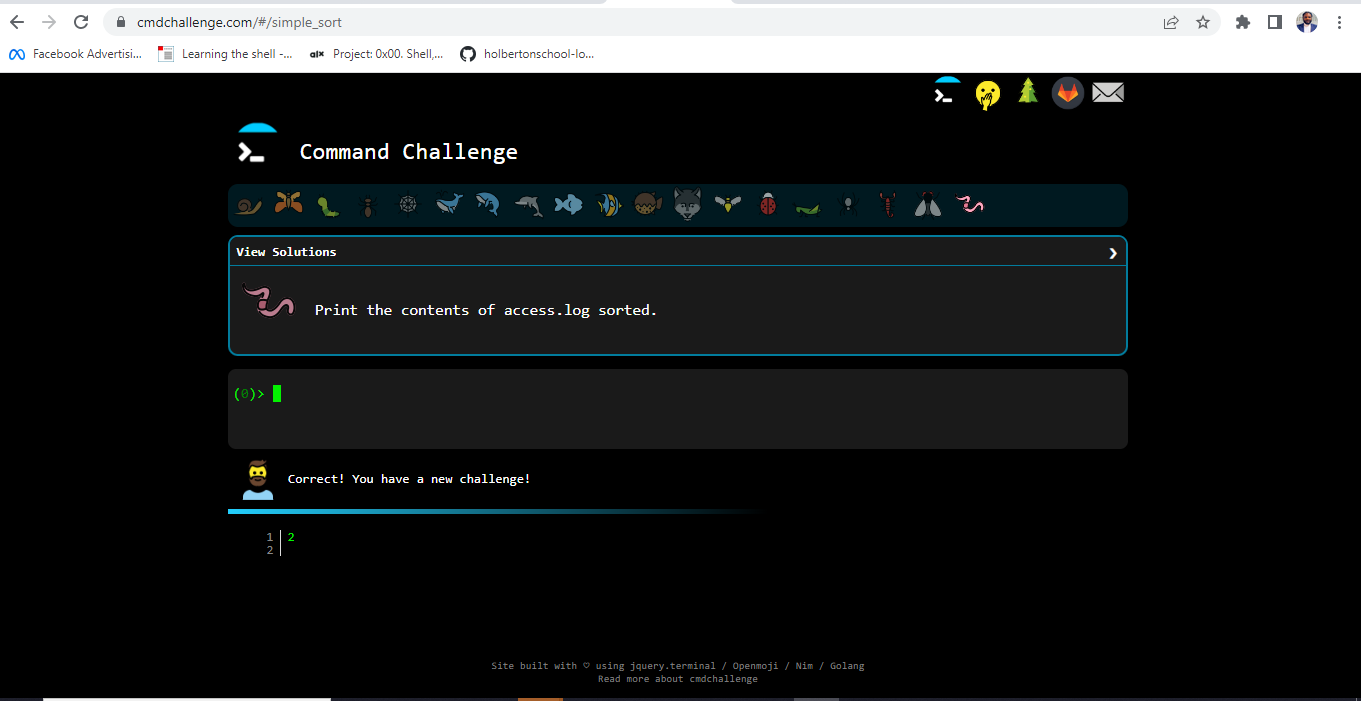 cmdchallenge.com/#/simple_sort
Facebook Advertisi... Learning the shell -... alx Project: 0x00. Shell,... holbertonschool-lo...
Command Challenge
View Solutions ❯
Print the contents of access.log sorted.
(0)>
Correct! You have a new challenge!
1 2
2
Site built with ♡ using jquery.terminal / Openmoji / Nim / Golang
Read more about cmdchallenge